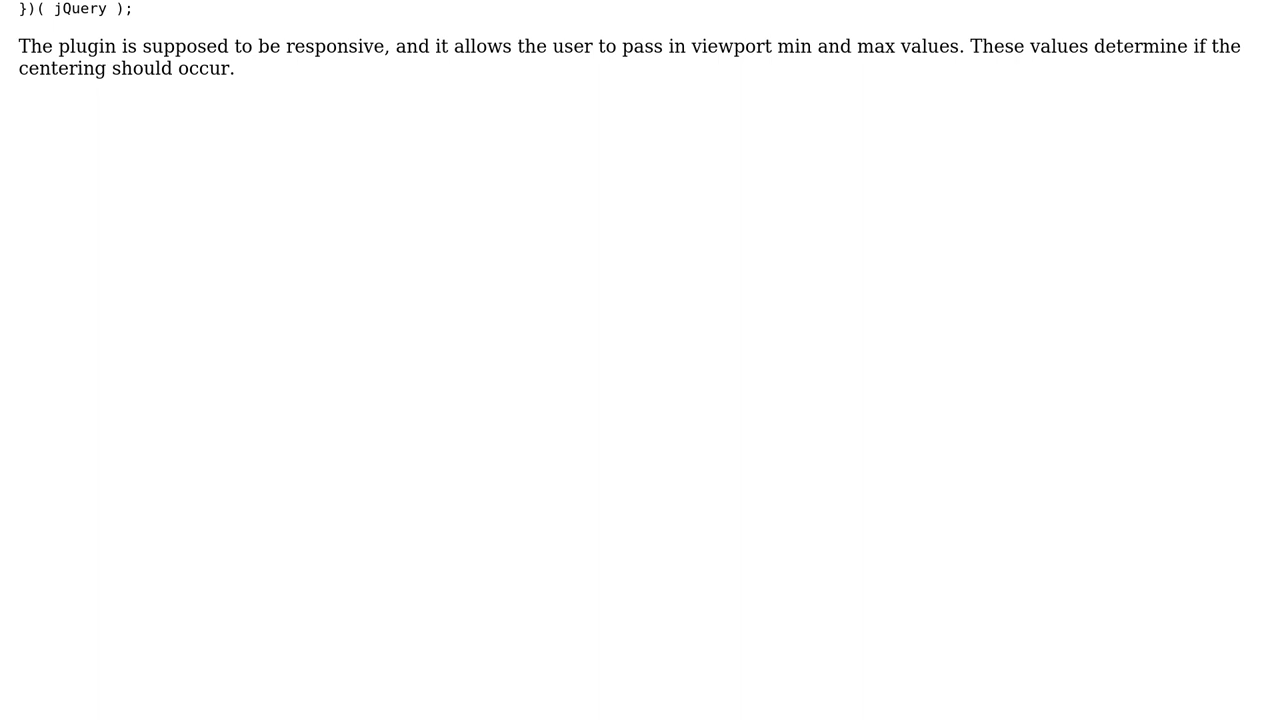 })( jQuery );
The plugin is supposed to be responsive, and it allows the user to pass in viewport min and max values. These values determine if the
centering should occur.